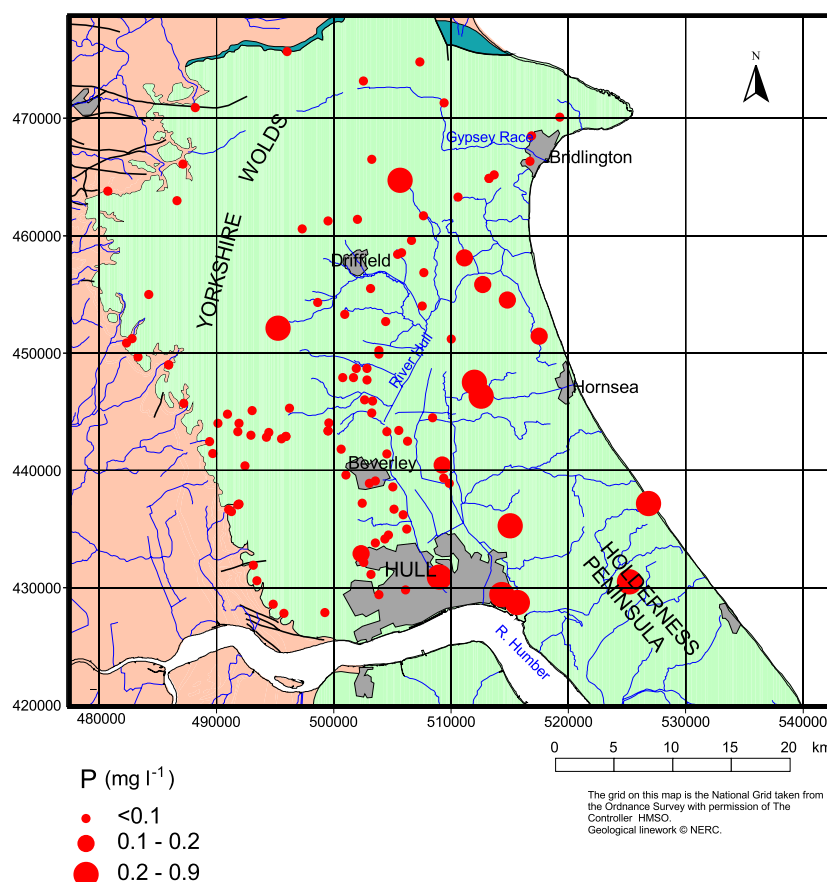 N
470000
460000
450000
440000
430000
420000
480000
490000
500000
510000
520000
530000
540000
Gypsey Race
Bridlington
YORKSHIRE WOLDS
Driffield
River Hull
Hornsea
Beverley
HULL
HOLDERNESS
PENINSULA
R. Humber
0 5 10 15 20 km
P (mg l-1)
<0.1
0.1 - 0.2
0.2 - 0.9
The grid on this map is the National Grid taken from
the Ordnance Survey with permission of The
Controller HMSO.
Geological linework © NERC.